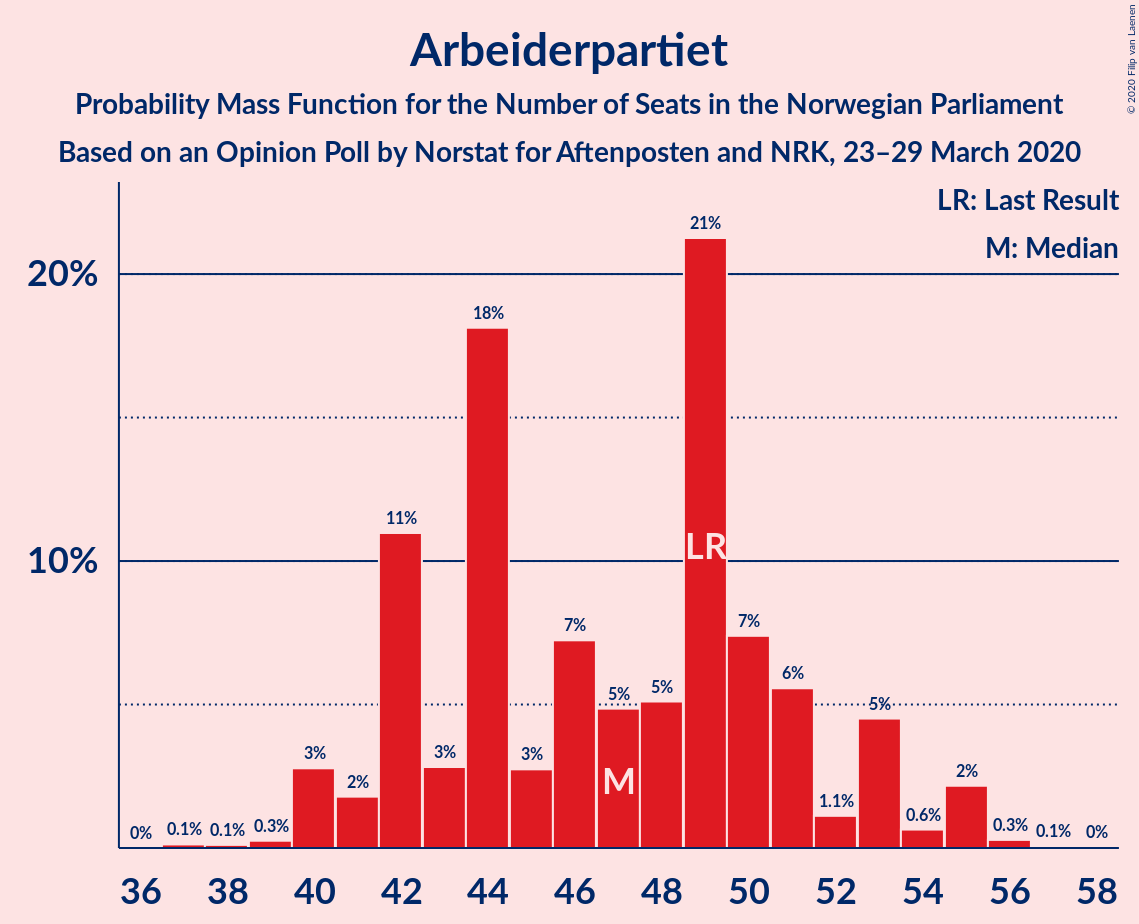 Arbeiderpartiet
Probability Mass Function for the Number of Seats in the Norwegian Parliament
Based on an Opinion Poll by Norstat for Aftenposten and NRK, 23–29 March 2020
© 2020 Filip van Laenen
LR: Last Result
M: Median
20%
10%
0% 0.1% 0.1% 0.3% 3% 2% 11% 3% 18% 3% 7% 5% 5% 21% 7% 6% 1.1% 5% 0.6% 2% 0.3% 0.1% 0%
LR
M
36 38 40 42 44 46 48 50 52 54 56 58